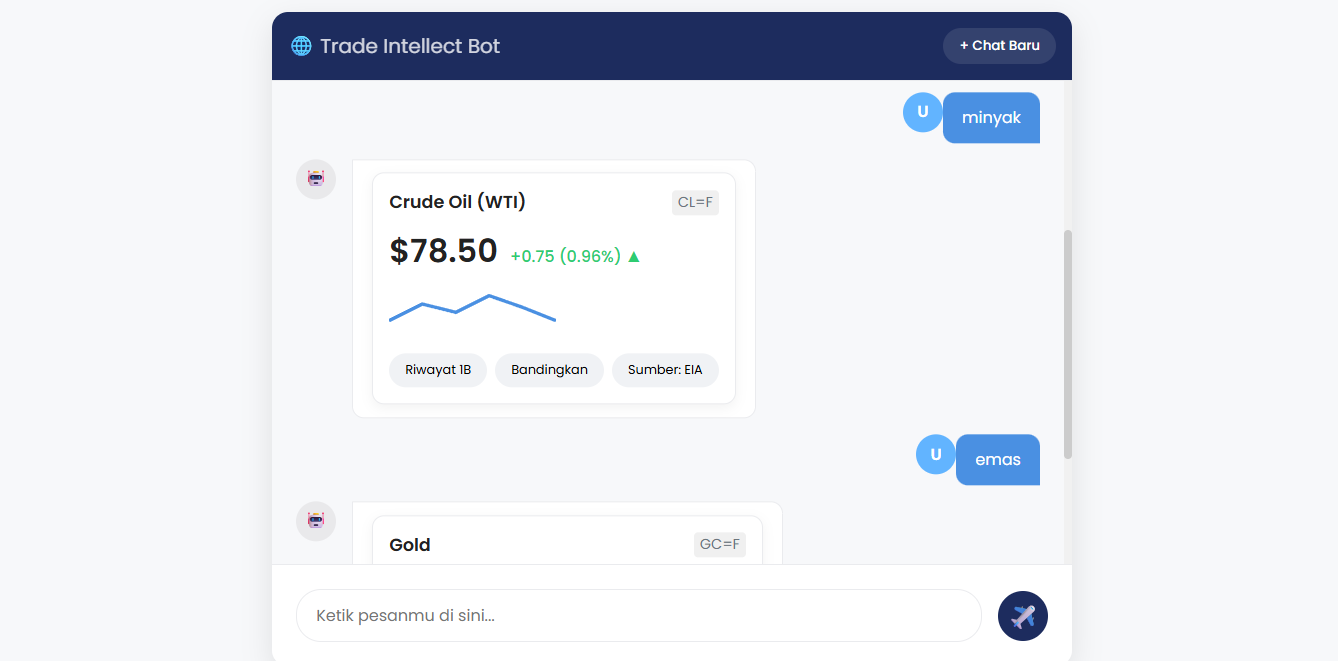 Trade Intellect Bot
+ Chat Baru
U
minyak
Crude Oil (WTI)
CL=F
$78.50 +0.75 (0.96%) ▲
Riwayat 1B
Bandingkan
Sumber: EIA
U
emas
Gold
GC=F
Ketik pesanmu di sini...